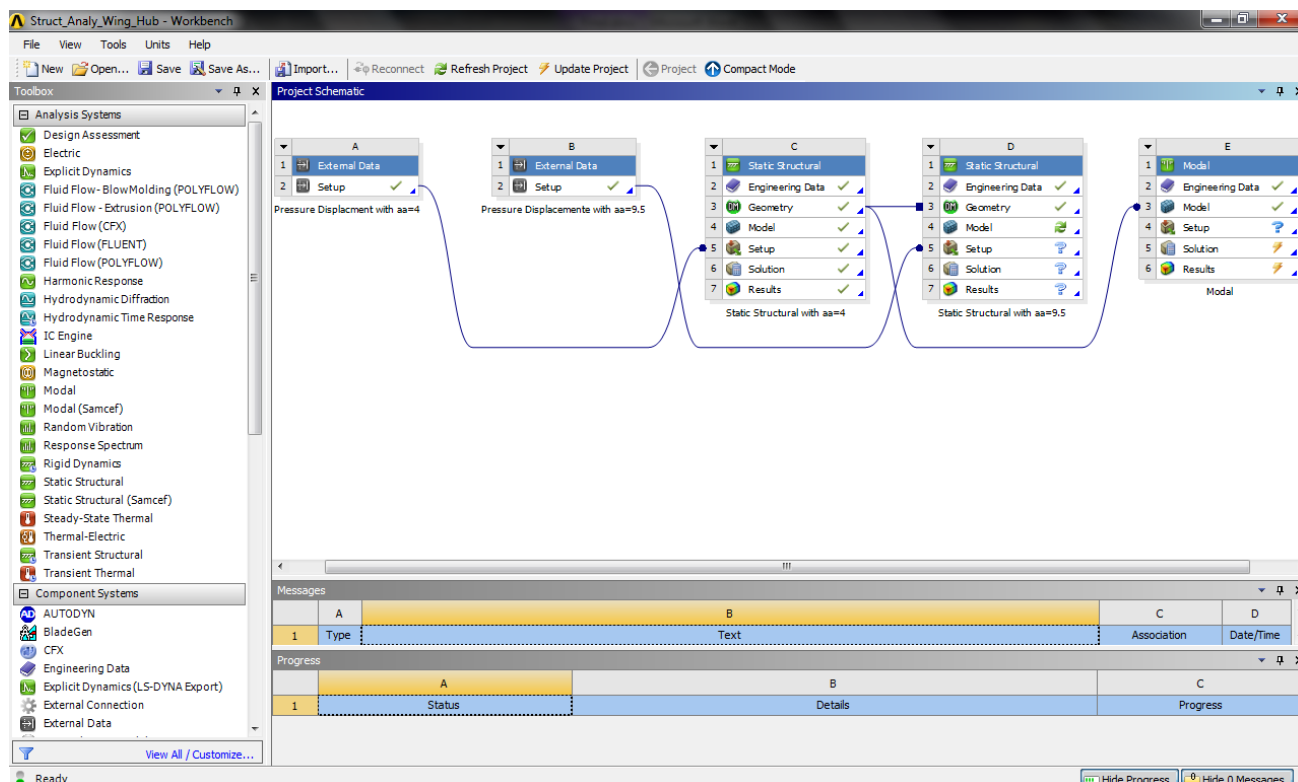 Struct_Analy_Wing_Hub - Workbench
File View Tools Units Help
New Open... Save Save As... Import... Reconnect Refresh Project Update Project Project Compact Mode
Toolbox
Analysis Systems
Design Assessment
Electric
Explicit Dynamics
Fluid Flow- BlowMolding (POLYFLOW)
Fluid Flow - Extrusion (POLYFLOW)
Fluid Flow (CFX)
Fluid Flow (FLUENT)
Fluid Flow (POLYFLOW)
Harmonic Response
Hydrodynamic Diffraction
Hydrodynamic Time Response
IC Engine
Linear Buckling
Magnetostatic
Modal
Modal (Samcef)
Random Vibration
Response Spectrum
Rigid Dynamics
Static Structural
Static Structural (Samcef)
Steady-State Thermal
Thermal-Electric
Transient Structural
Transient Thermal
Component Systems
AUTODYN
BladeGen
CFX
Engineering Data
Explicit Dynamics (LS-DYNA Export)
External Connection
External Data
View All / Customize...
Project Schematic
A
1 External Data
2 Setup
Pressure Displacment with aa=4
B
1 External Data
2 Setup
Pressure Displacemente with aa=9.5
C
1 Static Structural
2 Engineering Data
3 Geometry
4 Model
5 Setup
6 Solution
7 Results
Static Structural with aa=4
D
1 Static Structural
2 Engineering Data
3 Geometry
4 Model
5 Setup
6 Solution
7 Results
Static Structural with aa=9.5
E
1 Modal
2 Engineering Data
3 Model
4 Setup
5 Solution
6 Results
Modal
Messages
A B C D
1 Type Text Association Date/Time
Progress
A B C
1 Status Details Progress
Ready
Hide Progress Hide 0 Messages